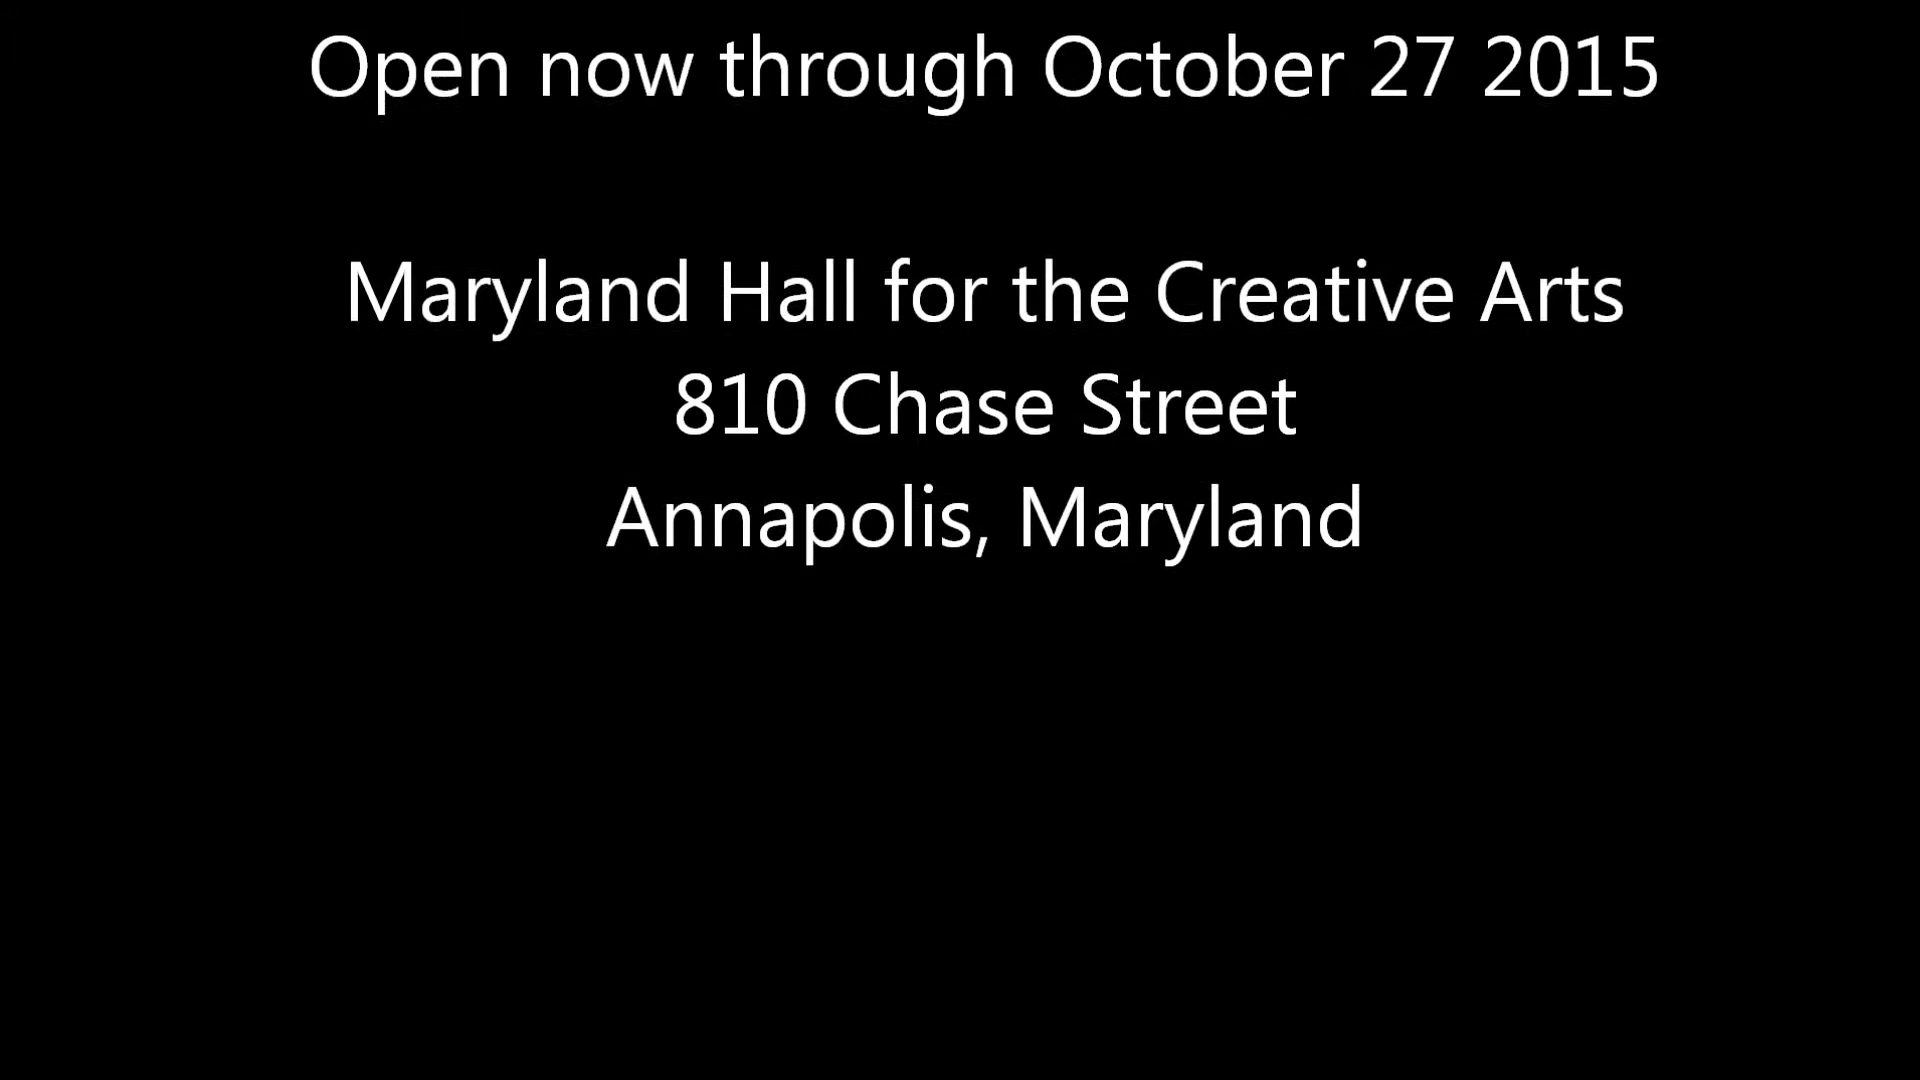 Open now through October 27 2015
Maryland Hall for the Creative Arts
810 Chase Street
Annapolis, Maryland